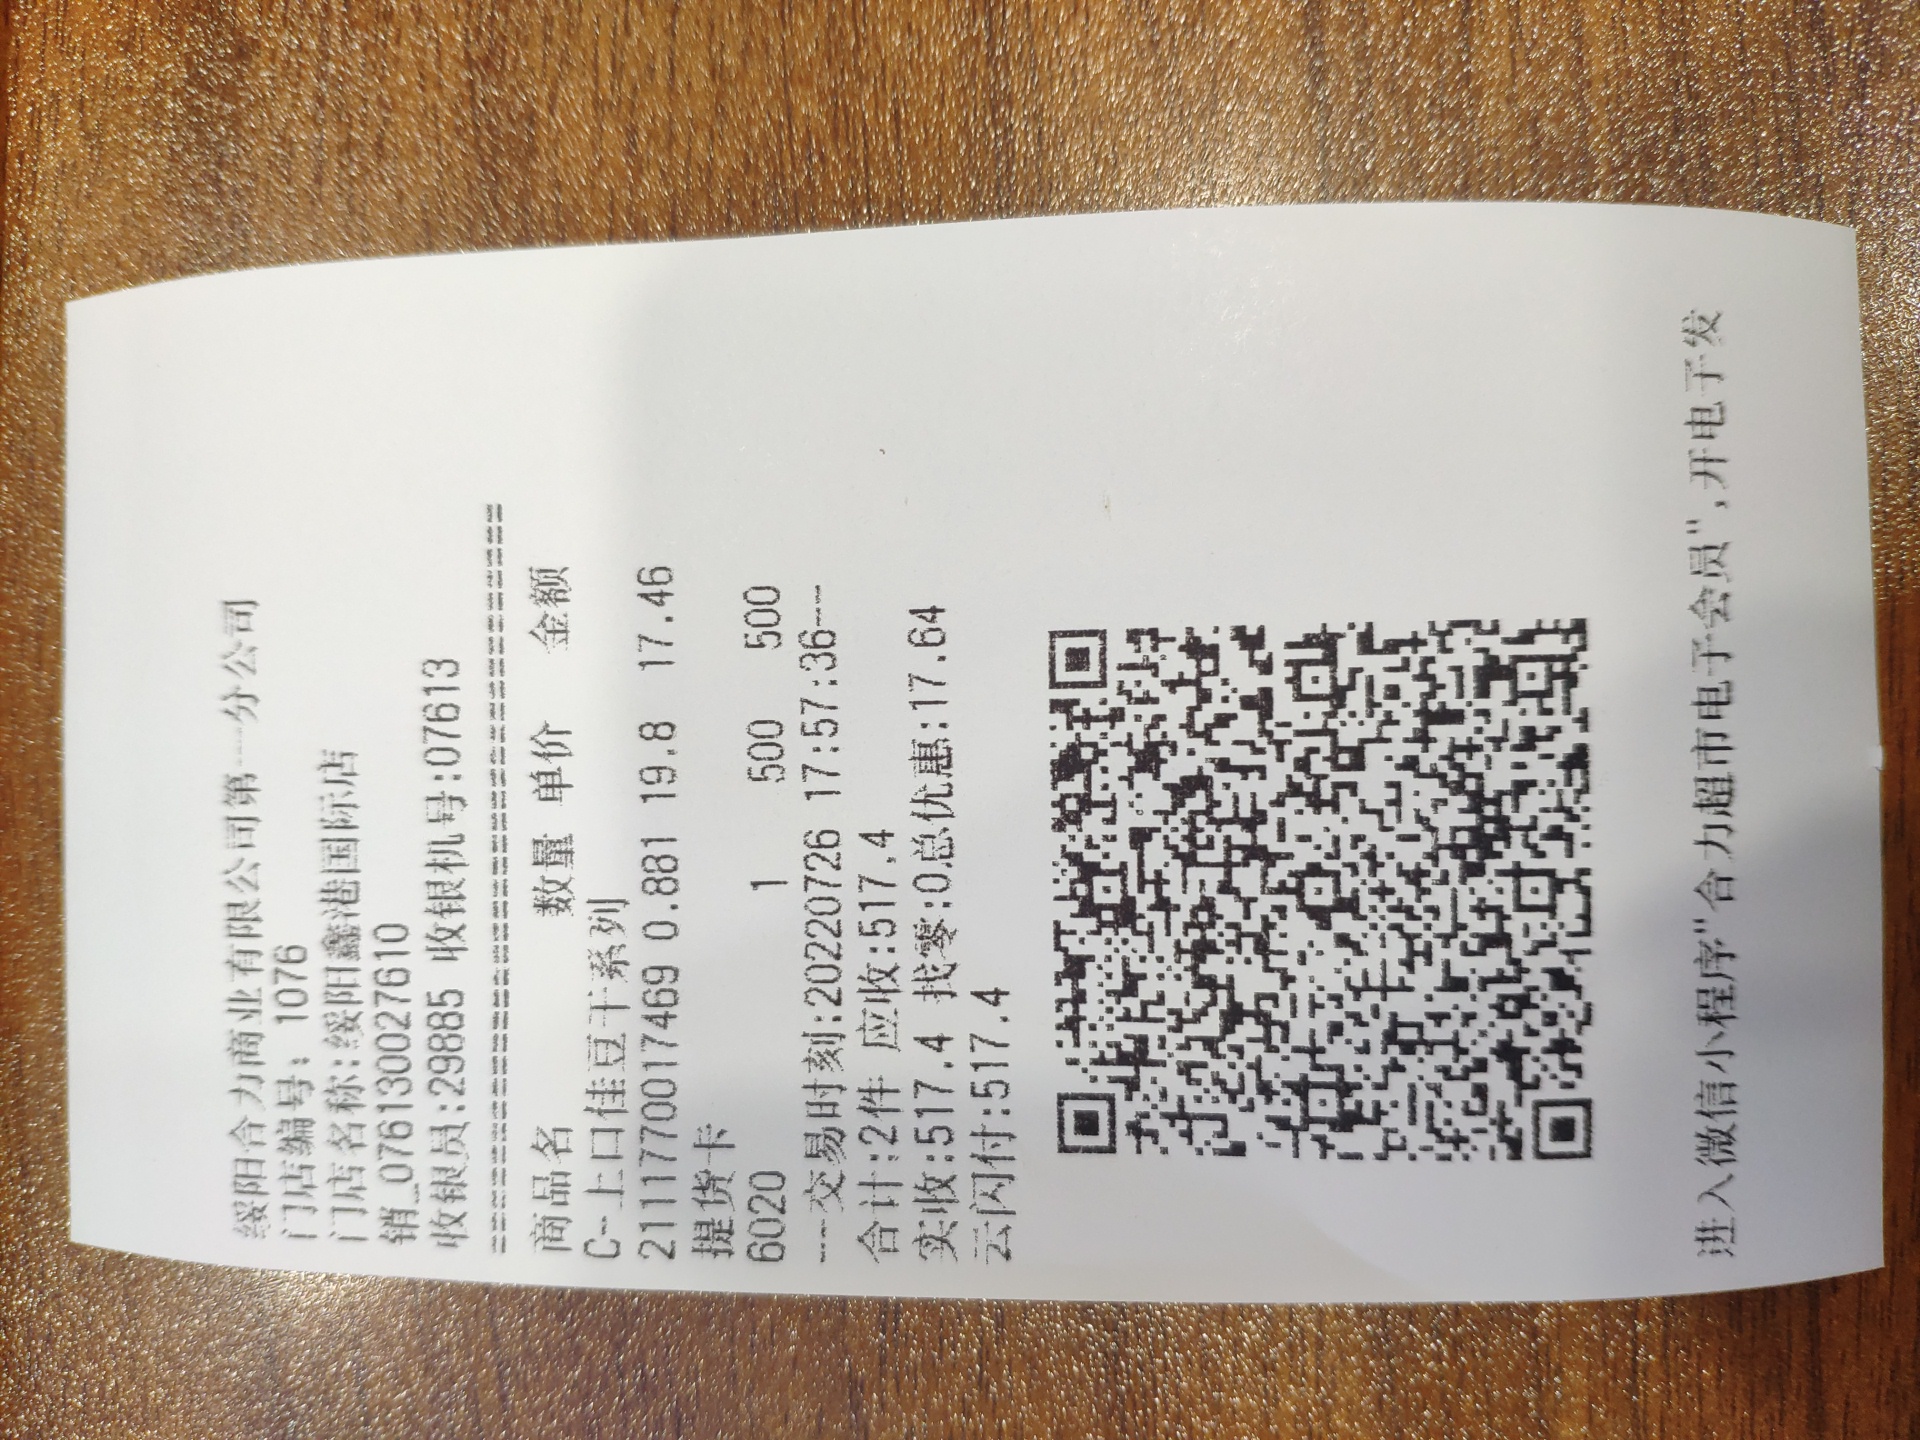 绥阳合力商业有限公司第一分公司
门店编号：1076
门店名称:绥阳鑫港国际店
销_076130027610
收银员:29885 收银机号:07613
========================================
商品名 数量 单价 金额
C-上口佳豆干系列
2111770017469 0.881 19.8 17.46
提货卡
6020 1 500 500
---交易时刻:20220726 17:57:36---
合计:2件 应收:517.4
实收:517.4 找零:0总优惠:17.64
云闪付:517.4
进入微信小程序"合力超市电子会员",开电子发